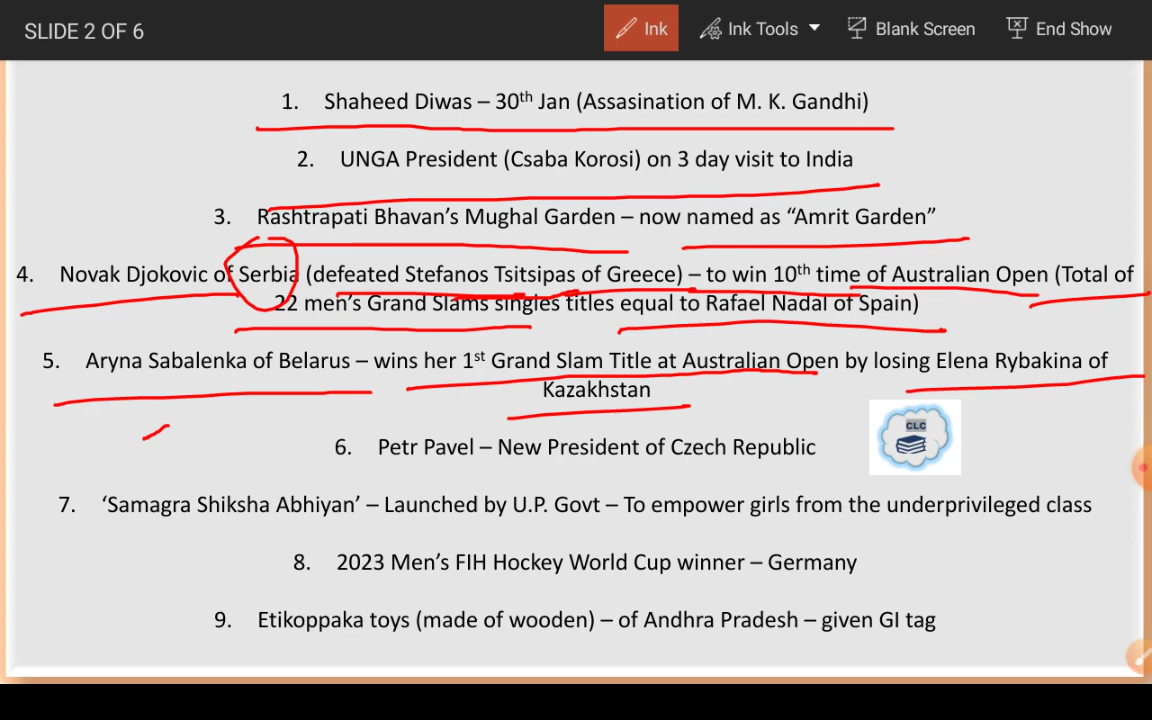 SLIDE 2 OF 6
Ink
Ink Tools
Blank Screen
End Show
1. Shaheed Diwas – 30th Jan (Assasination of M. K. Gandhi)
2. UNGA President (Csaba Korosi) on 3 day visit to India
3. Rashtrapati Bhavan’s Mughal Garden – now named as “Amrit Garden”
4. Novak Djokovic of Serbia (defeated Stefanos Tsitsipas of Greece) – to win 10th time of Australian Open (Total of
22 men’s Grand Slams singles titles equal to Rafael Nadal of Spain)
5. Aryna Sabalenka of Belarus – wins her 1st Grand Slam Title at Australian Open by losing Elena Rybakina of
Kazakhstan
CLC
6. Petr Pavel – New President of Czech Republic
7. ‘Samagra Shiksha Abhiyan’ – Launched by U.P. Govt – To empower girls from the underprivileged class
8. 2023 Men’s FIH Hockey World Cup winner – Germany
9. Etikoppaka toys (made of wooden) – of Andhra Pradesh – given GI tag